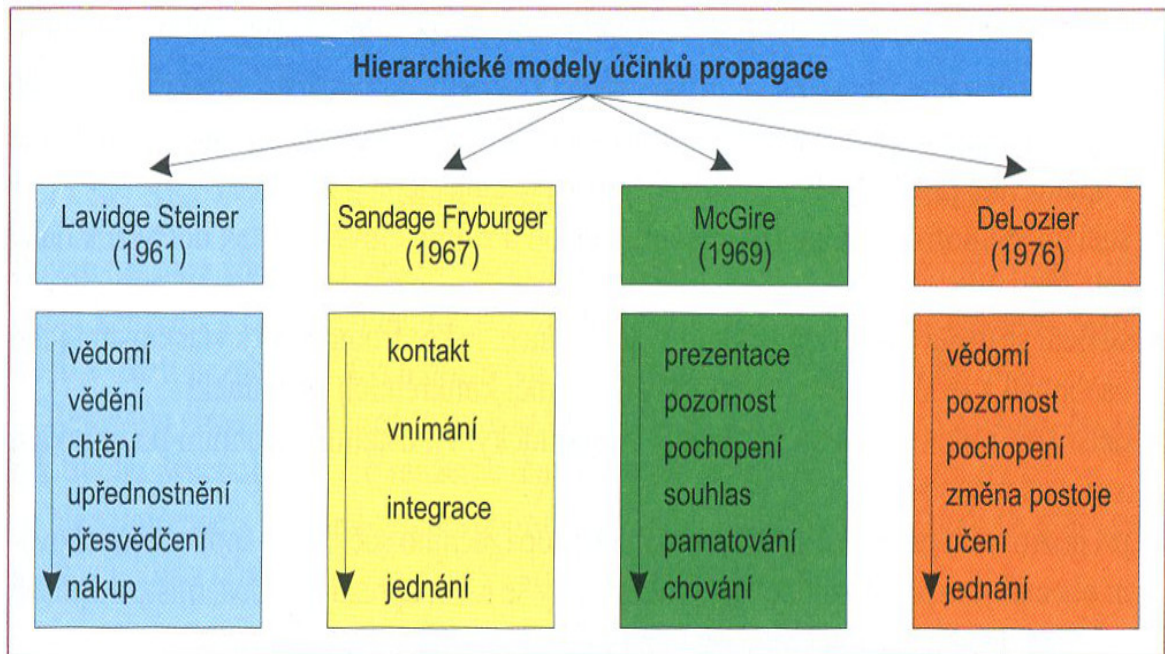 Hierarchické modely účinků propagace
Lavidge Steiner
(1961)
Sandage Fryburger
(1967)
McGire
(1969)
DeLozier
(1976)
vědomí
vědění
chtění
upřednostnění
přesvědčení
nákup
kontakt
vnímání
integrace
jednání
prezentace
pozornost
pochopení
souhlas
pamatování
chování
vědomí
pozornost
pochopení
změna postoje
učení
jednání